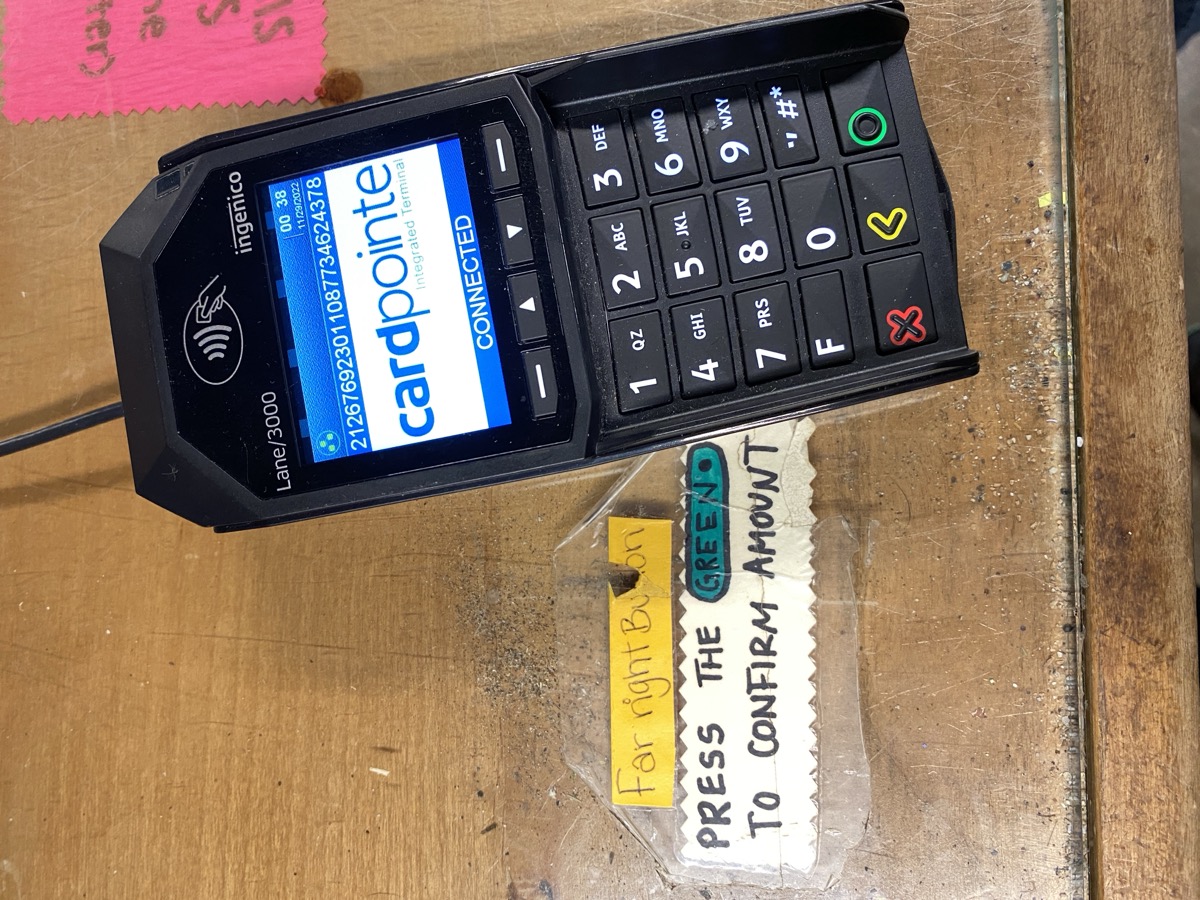 Lane/3000 ingenico
00 38
11/29/2022
212676923011087734624378
cardpointe
Integrated Terminal
CONNECTED
1 QZ 2 ABC 3 DEF
4 GHI 5 JKL 6 MNO
7 PRS 8 TUV 9 WXY
F 0 ., #*
Far right Button
PRESS THE GREEN
TO CONFIRM AMOUNT